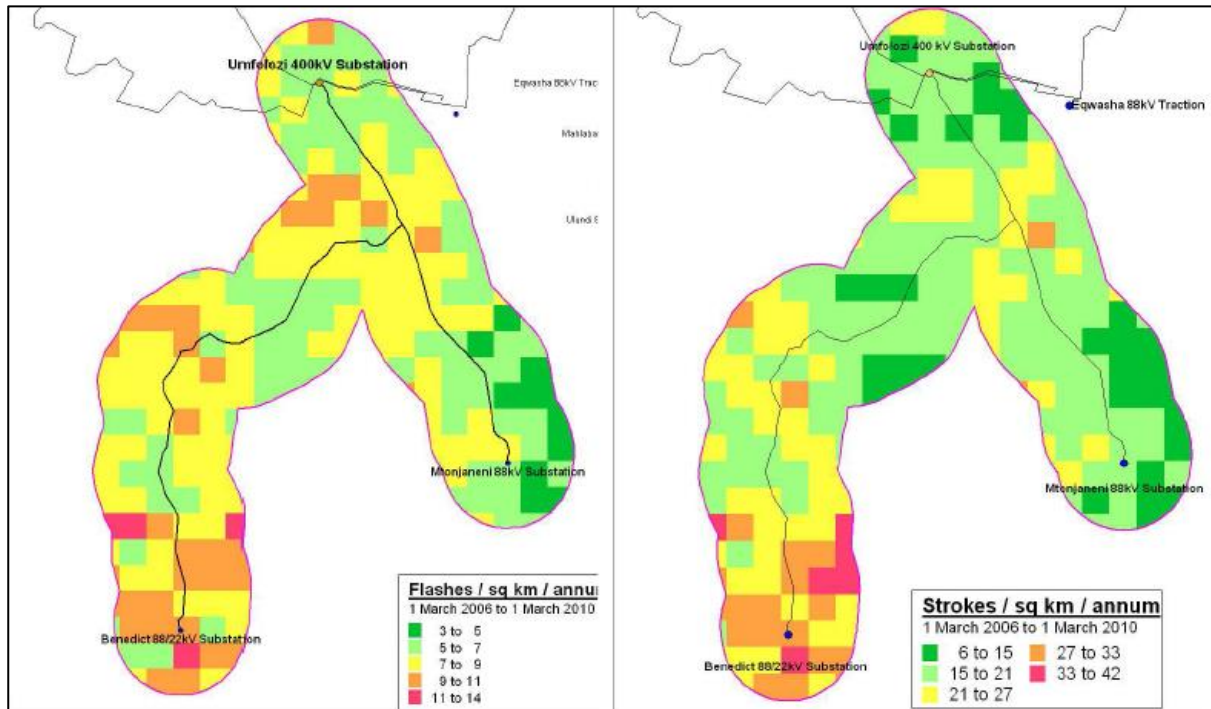 Umfolozi 400kV Substation
Eqwasha 88kV Trac
Mahlaba
Ulundi S
Mtonjaneni 88kV Substation
Benedict 88/22kV Substation
Flashes / sq km / annu
1 March 2006 to 1 March 2010
3 to 5
5 to 7
7 to 9
9 to 11
11 to 14
Umfolozi 400 kV Substation
Eqwasha 88kV Traction
Mtonjaneni 88kV Substation
Benedict 88/22kV Substation
Strokes / sq km / annum
1 March 2006 to 1 March 2010
6 to 15
15 to 21
21 to 27
27 to 33
33 to 42